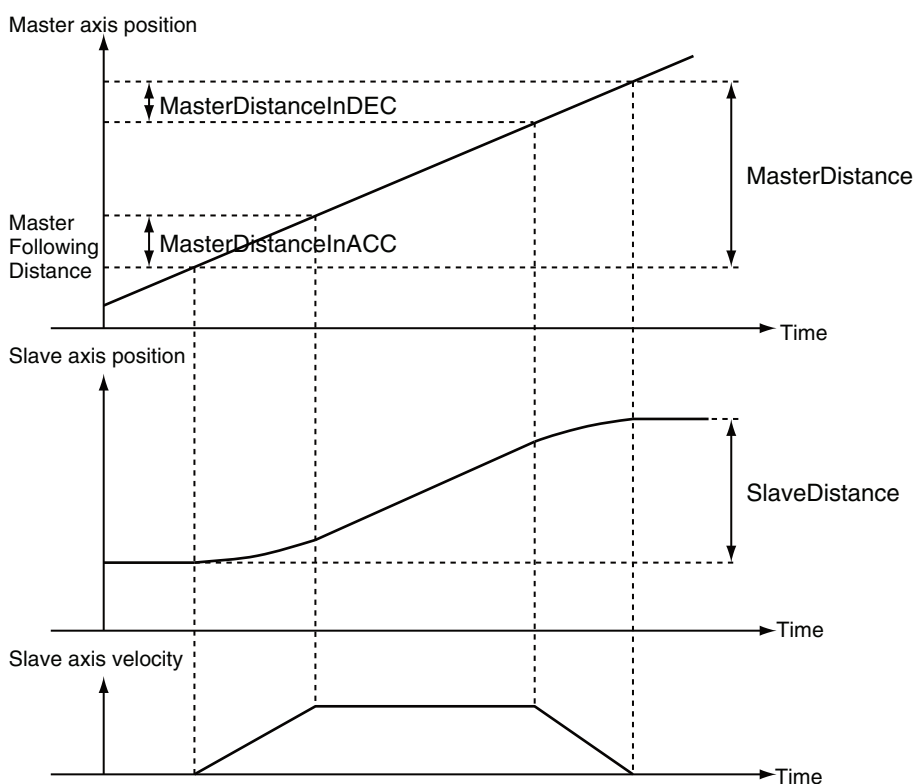 Master axis position
MasterDistanceInDEC
MasterDistance
Master
Following
Distance
MasterDistanceInACC
Time
Slave axis position
SlaveDistance
Time
Slave axis velocity
Time